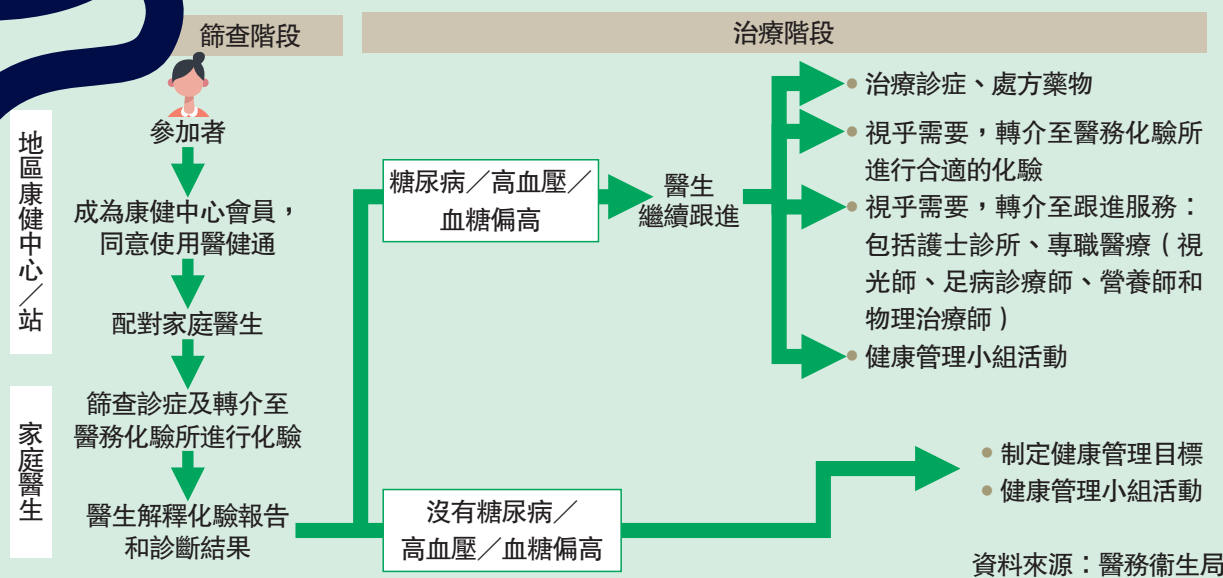 篩查階段
治療階段
地區康健中心／站
家庭醫生
參加者
成為康健中心會員，
同意使用醫健通
配對家庭醫生
篩查診症及轉介至
醫務化驗所進行化驗
醫生解釋化驗報告
和診斷結果
糖尿病／高血壓／
血糖偏高
醫生
繼續跟進
治療診症、處方藥物
視乎需要，轉介至醫務化驗所
進行合適的化驗
視乎需要，轉介至跟進服務：
包括護士診所、專職醫療（視
光師、足病診療師、營養師和
物理治療師）
健康管理小組活動
沒有糖尿病／
高血壓／血糖偏高
制定健康管理目標
健康管理小組活動
資料來源：醫務衞生局